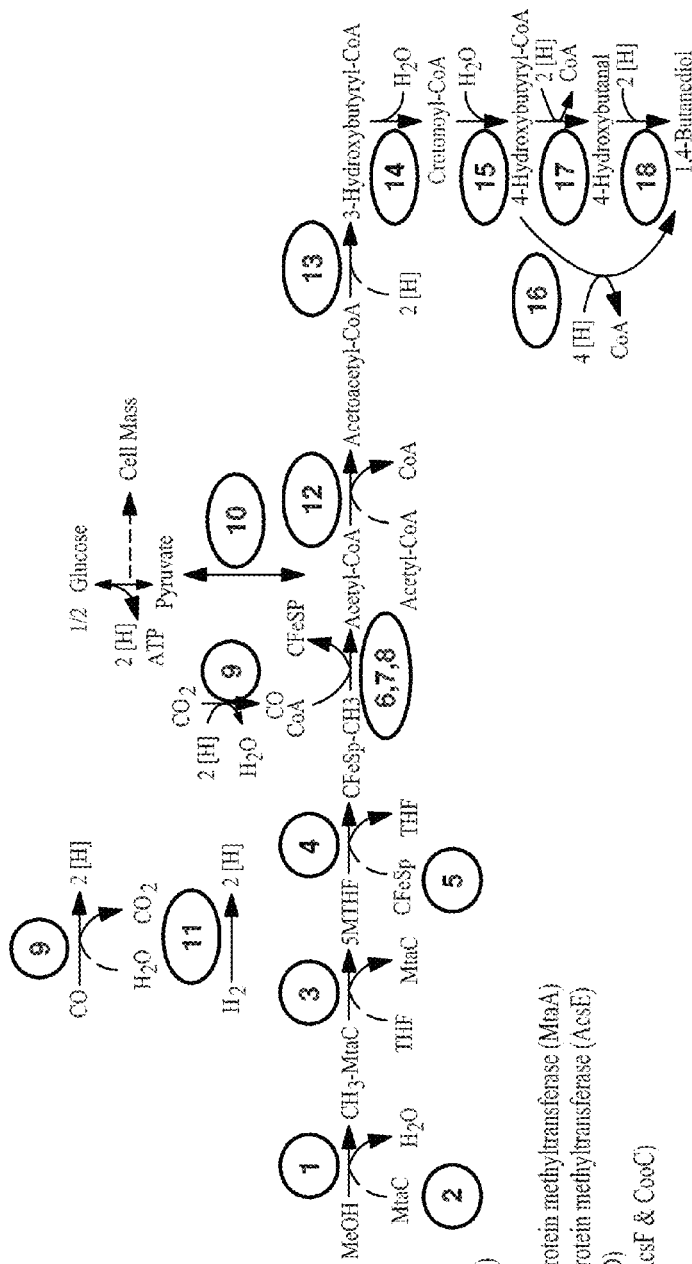 9
CO
2 [H]
H2O
CO2
11
H2
2 [H]
1/2 Glucose
2 [H]
ATP
Cell Mass
Pyruvate
10
CO2
9
2 [H]
H2O
CO
CoA
CFeSP
1
3
4
12
13
MeOH
CH3-MtaC
5MTHF
CFeSp-CH3
Acetyl-CoA
Acetoacetyl-CoA
3-Hydroxybutyryl-CoA
MtaC
H2O
THF
MtaC
CFeSp
THF
6,7,8
Acetyl-CoA
CoA
2 [H]
2
5
14
H2O
Crotonoyl-CoA
15
H2O
4-Hydroxybutyryl-CoA
16
17
2 [H]
CoA
4 [H]
CoA
4-Hydroxybutanal
18
2 [H]
1,4-Butanediol
)
rotein methyltransferase (MtaA)
rotein methyltransferase (AcsE)
)
csF & CooC)